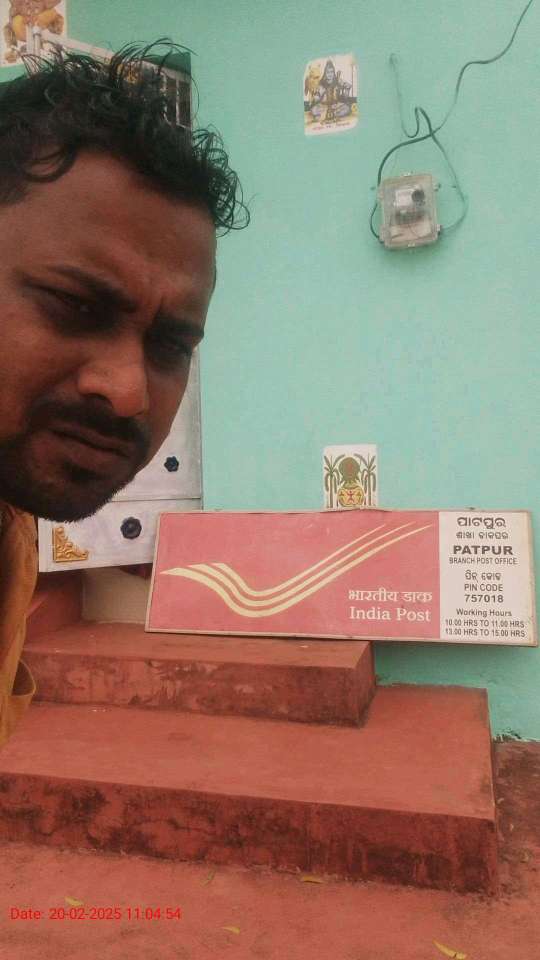 ପାଟପୁର
ଶାଖା ଡାକଘର
PATPUR
BRANCH POST OFFICE
ପିନ୍ କୋଡ
PIN CODE
757018
Working Hours
10.00 HRS TO 11.00 HRS
13.00 HRS TO 15.00 HRS
भारतीय डाक
India Post
Date: 20-02-2025 11:04:54